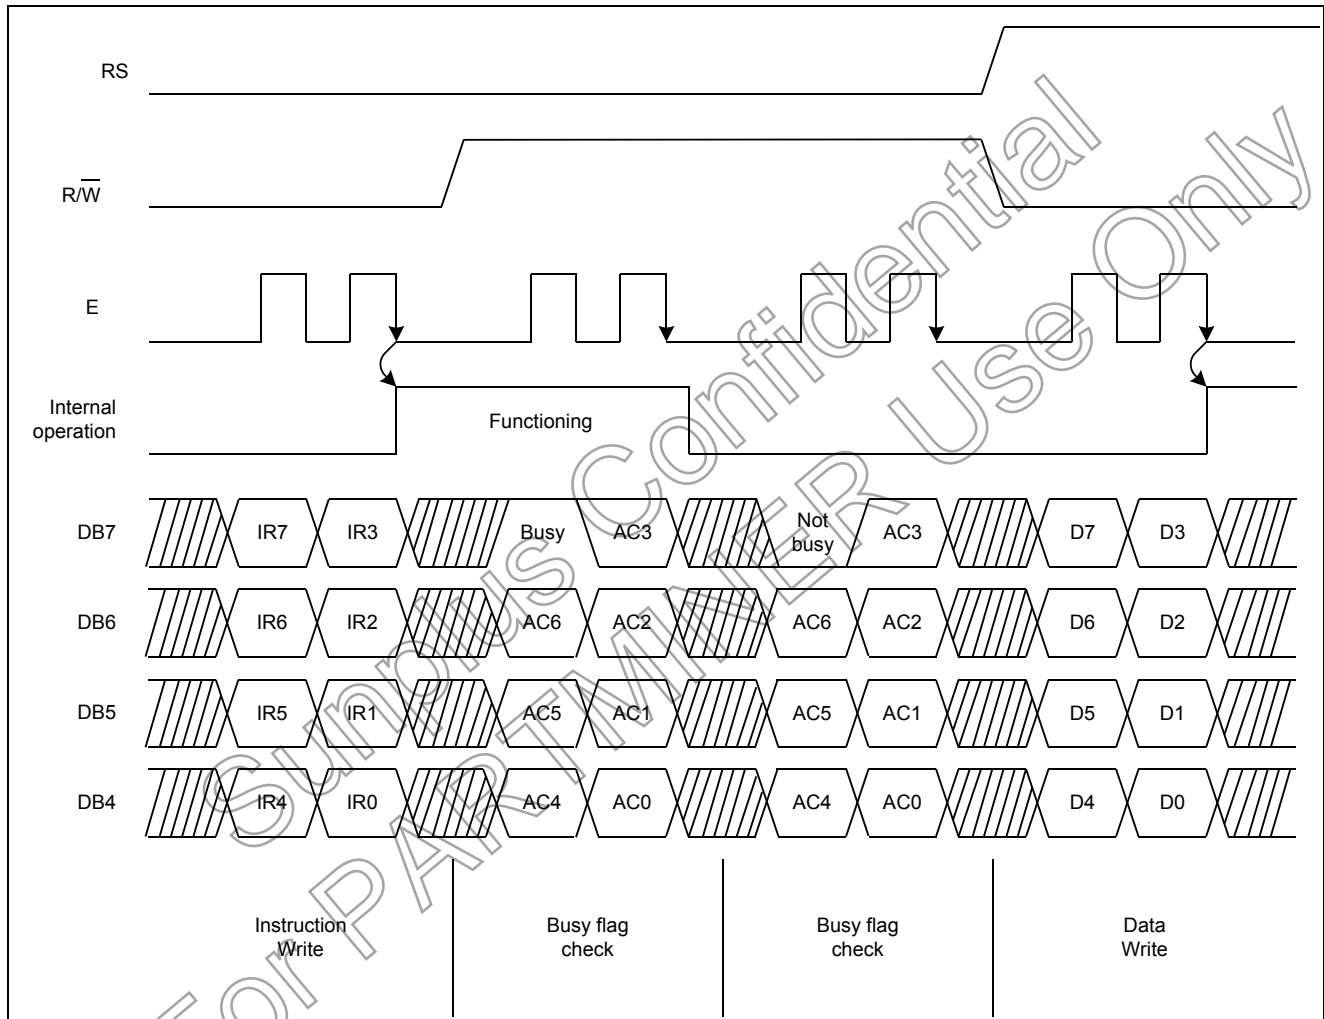 RS
R/W
E
Internal
operation
Functioning
DB7 IR7 IR3 Busy AC3 Not busy AC3 D7 D3
DB6 IR6 IR2 AC6 AC2 AC6 AC2 D6 D2
DB5 IR5 IR1 AC5 AC1 AC5 AC1 D5 D1
DB4 IR4 IR0 AC4 AC0 AC4 AC0 D4 D0
Instruction Write
Busy flag check
Busy flag check
Data Write
Sunplus Confidential
For PARTMINER Use Only